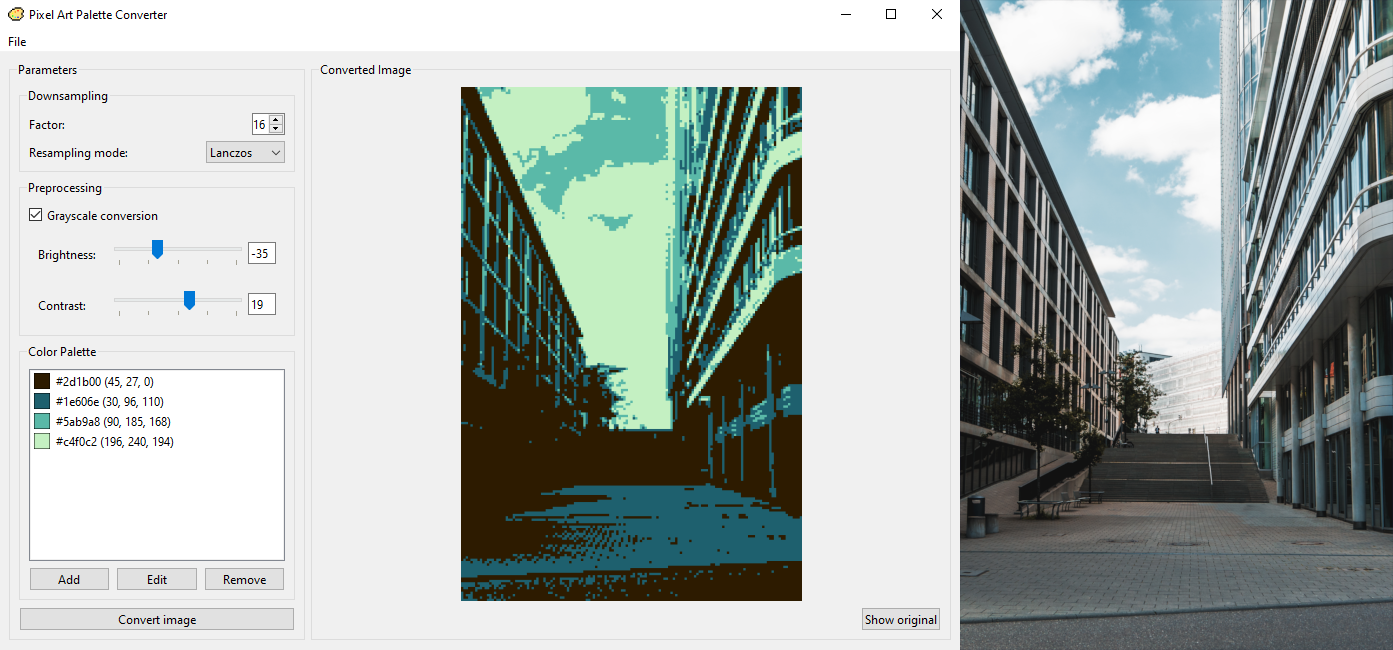 Pixel Art Palette Converter
File
Parameters
Downsampling
Factor: 16
Resampling mode: Lanczos
Preprocessing
Grayscale conversion
Brightness: -35
Contrast: 19
Color Palette
#2d1b00 (45, 27, 0)
#1e606e (30, 96, 110)
#5ab9a8 (90, 185, 168)
#c4f0c2 (196, 240, 194)
Add Edit Remove
Convert image
Converted Image
Show original